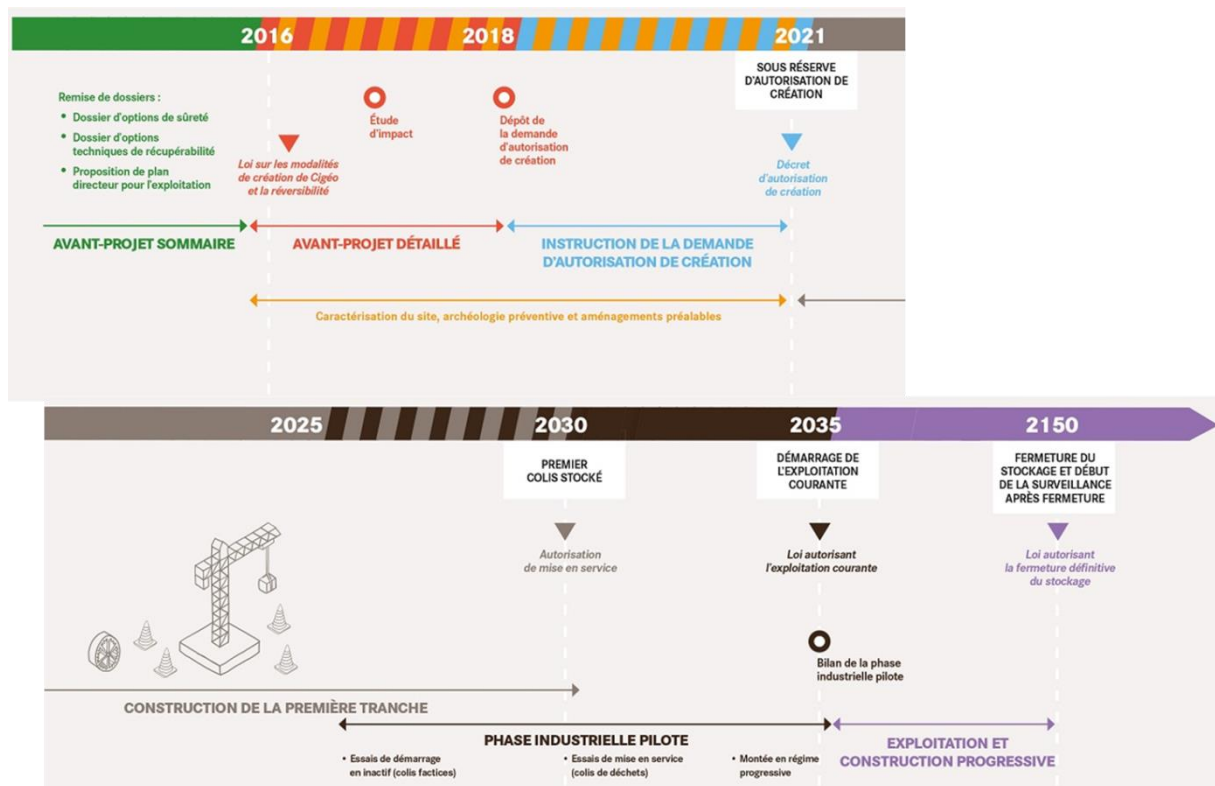 2016
2018
2021
SOUS RÉSERVE
D'AUTORISATION DE
CRÉATION
Remise de dossiers :
• Dossier d'options de sûreté
• Dossier d'options
techniques de récupérabilité
• Proposition de plan
directeur pour l'exploitation
Loi sur les modalités
de création de Cigéo
et la réversibilité
Étude
d'impact
Dépôt de
la demande
d'autorisation
de création
Décret
d'autorisation
de création
AVANT-PROJET SOMMAIRE
AVANT-PROJET DÉTAILLÉ
INSTRUCTION DE LA DEMANDE
D'AUTORISATION DE CRÉATION
Caractérisation du site, archéologie préventive et aménagements préalables
2025
2030
2035
2150
PREMIER
COLIS STOCKÉ
DÉMARRAGE DE
L'EXPLOITATION
COURANTE
FERMETURE DU
STOCKAGE ET DÉBUT
DE LA SURVEILLANCE
APRÈS FERMETURE
Autorisation
de mise en service
Loi autorisant
l'exploitation courante
Loi autorisant
la fermeture définitive
du stockage
Bilan de la phase
industrielle pilote
CONSTRUCTION DE LA PREMIÈRE TRANCHE
PHASE INDUSTRIELLE PILOTE
• Essais de démarrage
en inactif (colis factices)
• Essais de mise en service
(colis de déchets)
• Montée en régime
progressive
EXPLOITATION ET
CONSTRUCTION PROGRESSIVE